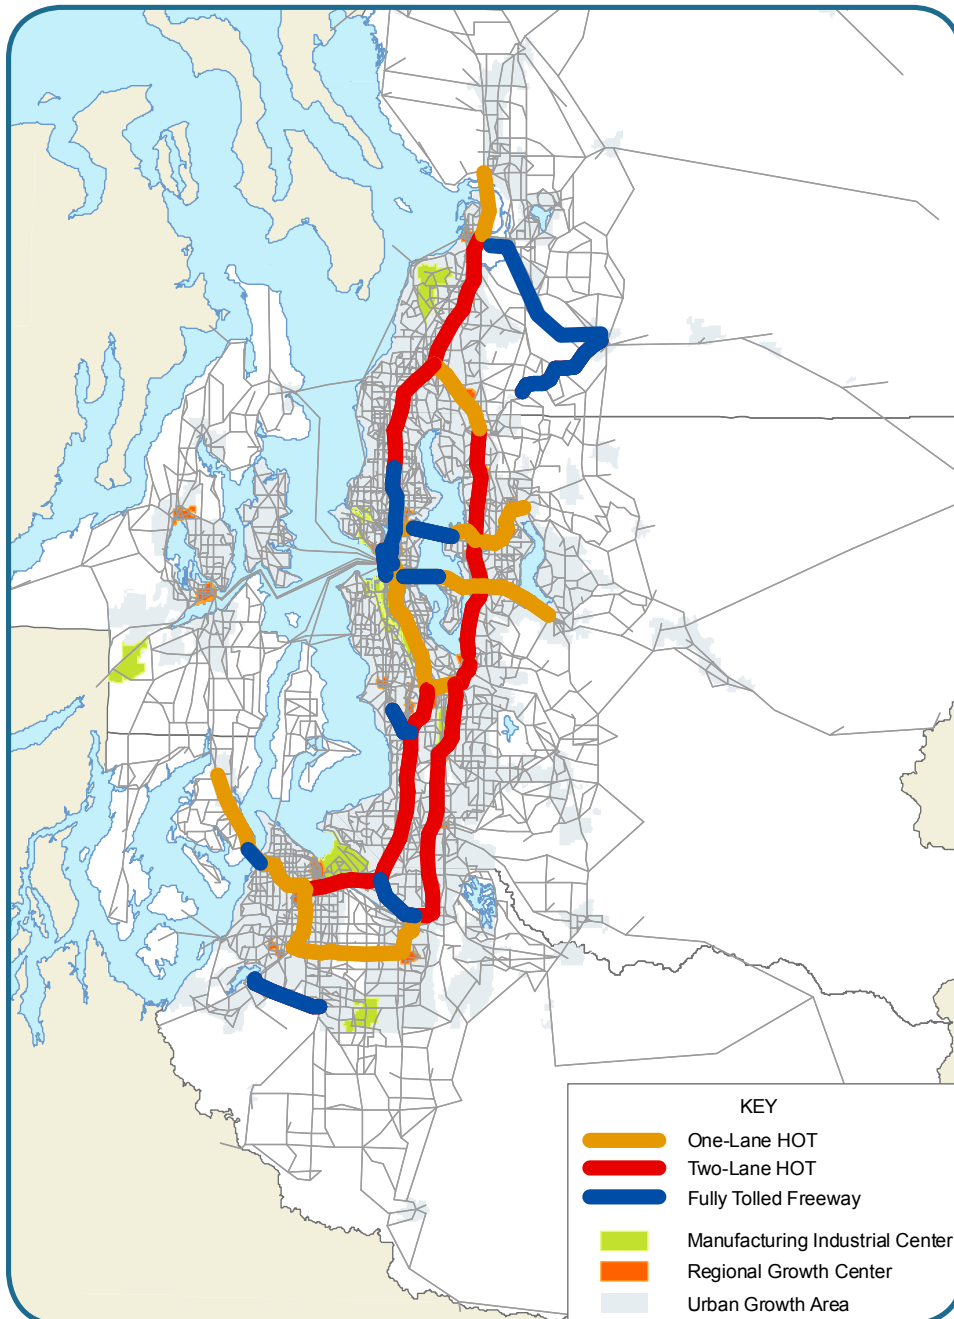 KEY
One-Lane HOT
Two-Lane HOT
Fully Tolled Freeway
Manufacturing Industrial Center
Regional Growth Center
Urban Growth Area